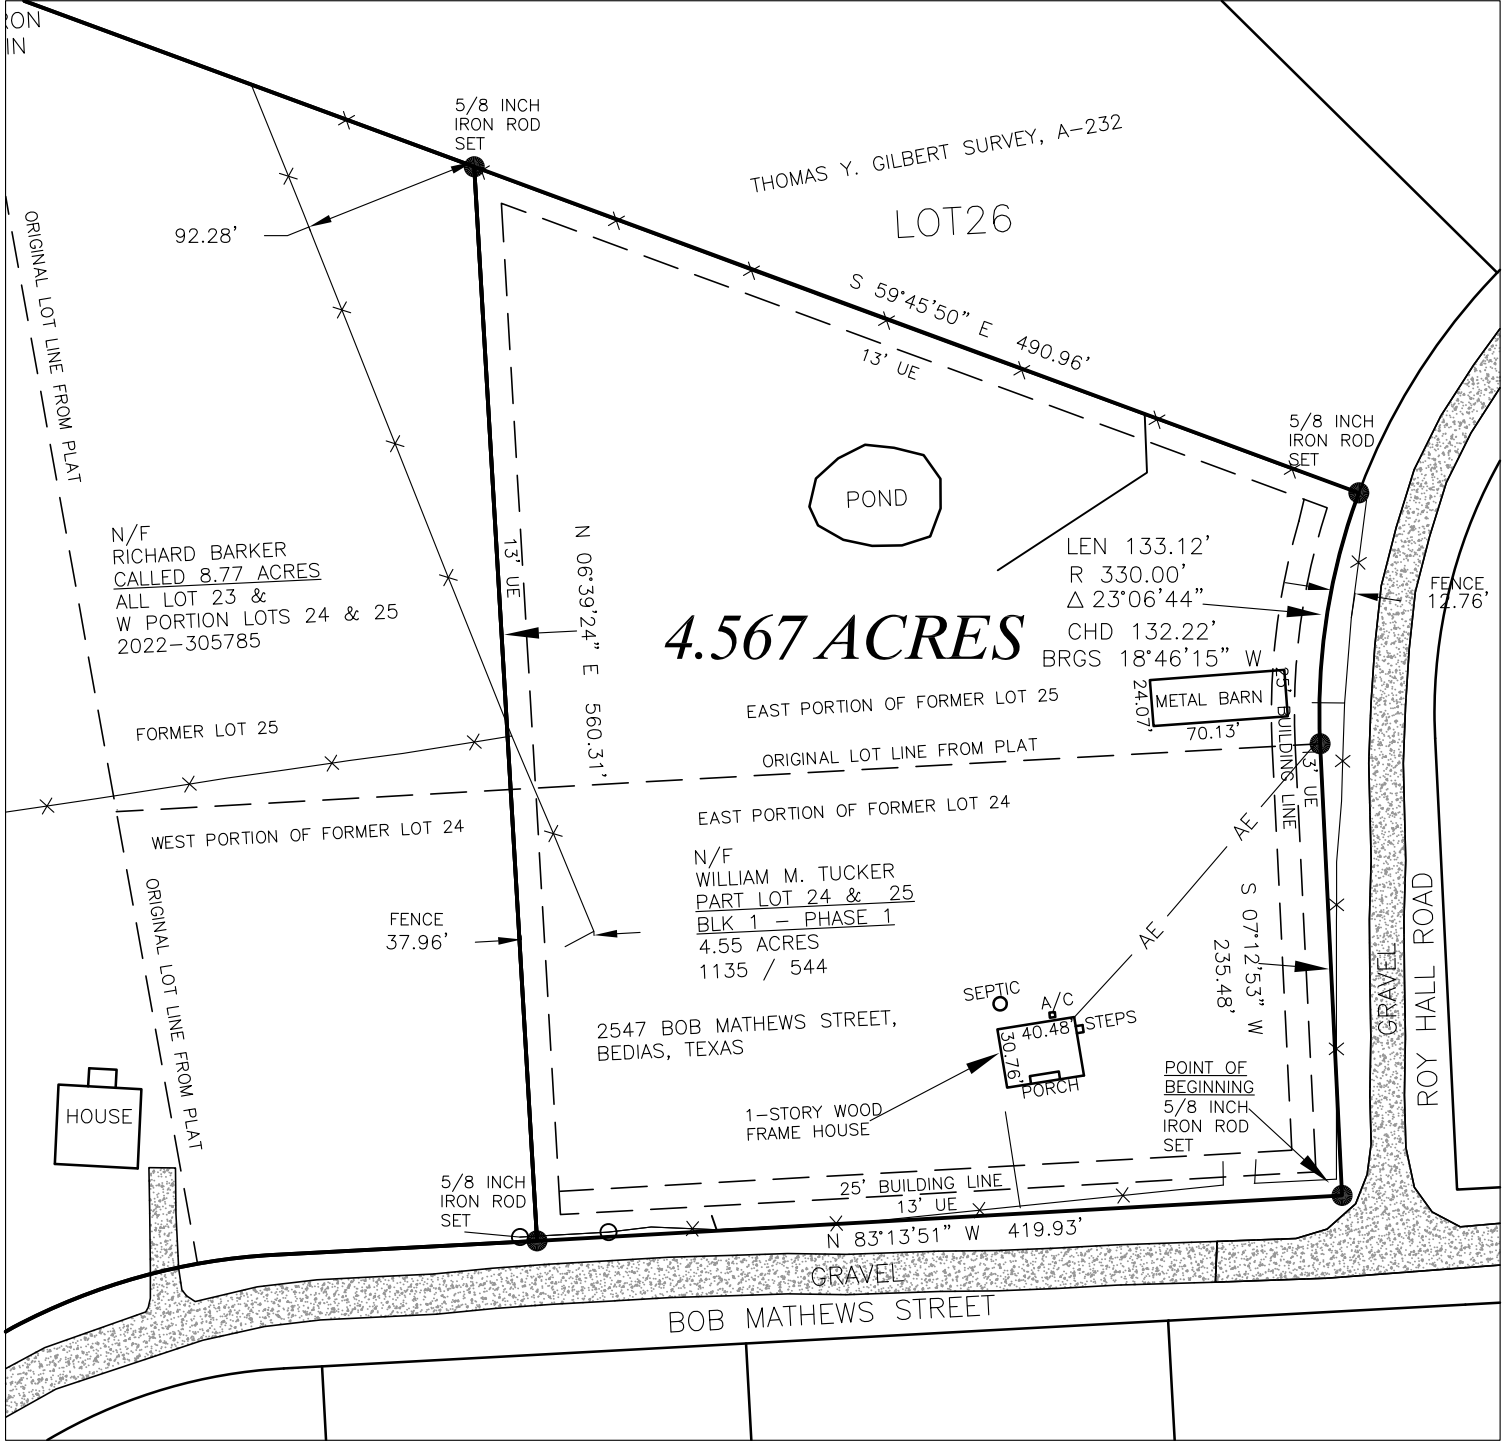 RON
IN
5/8 INCH
IRON ROD
SET
THOMAS Y. GILBERT SURVEY, A-232
LOT26
92.28'
ORIGINAL LOT LINE FROM PLAT
S 59°45'50" E 490.96'
13' UE
5/8 INCH
IRON ROD
SET
POND
N/F
RICHARD BARKER
CALLED 8.77 ACRES
ALL LOT 23 &
W PORTION LOTS 24 & 25
2022-305785
13' UE
N 06°39'24" E 560.31'
LEN 133.12'
R 330.00'
Δ 23°06'44"
CHD 132.22'
BRGS 18°46'15" W
FENCE
12.76'
4.567 ACRES
24.07'
METAL BARN
70.13'
25' BUILDING LINE
13' UE
EAST PORTION OF FORMER LOT 25
FORMER LOT 25
ORIGINAL LOT LINE FROM PLAT
EAST PORTION OF FORMER LOT 24
WEST PORTION OF FORMER LOT 24
AE
N/F
WILLIAM M. TUCKER
PART LOT 24 & 25
BLK 1 - PHASE 1
4.55 ACRES
1135 / 544
ORIGINAL LOT LINE FROM PLAT
FENCE
37.96'
AE
S 07°12'53" W
235.48'
GRAVEL
ROY HALL ROAD
2547 BOB MATHEWS STREET,
BEDIAS, TEXAS
SEPTIC
A/C
STEPS
40.48'
30.76'
PORCH
1-STORY WOOD
FRAME HOUSE
POINT OF
BEGINNING
5/8 INCH
IRON ROD
SET
HOUSE
5/8 INCH
IRON ROD
SET
25' BUILDING LINE
13' UE
N 83°13'51" W 419.93'
GRAVEL
BOB MATHEWS STREET